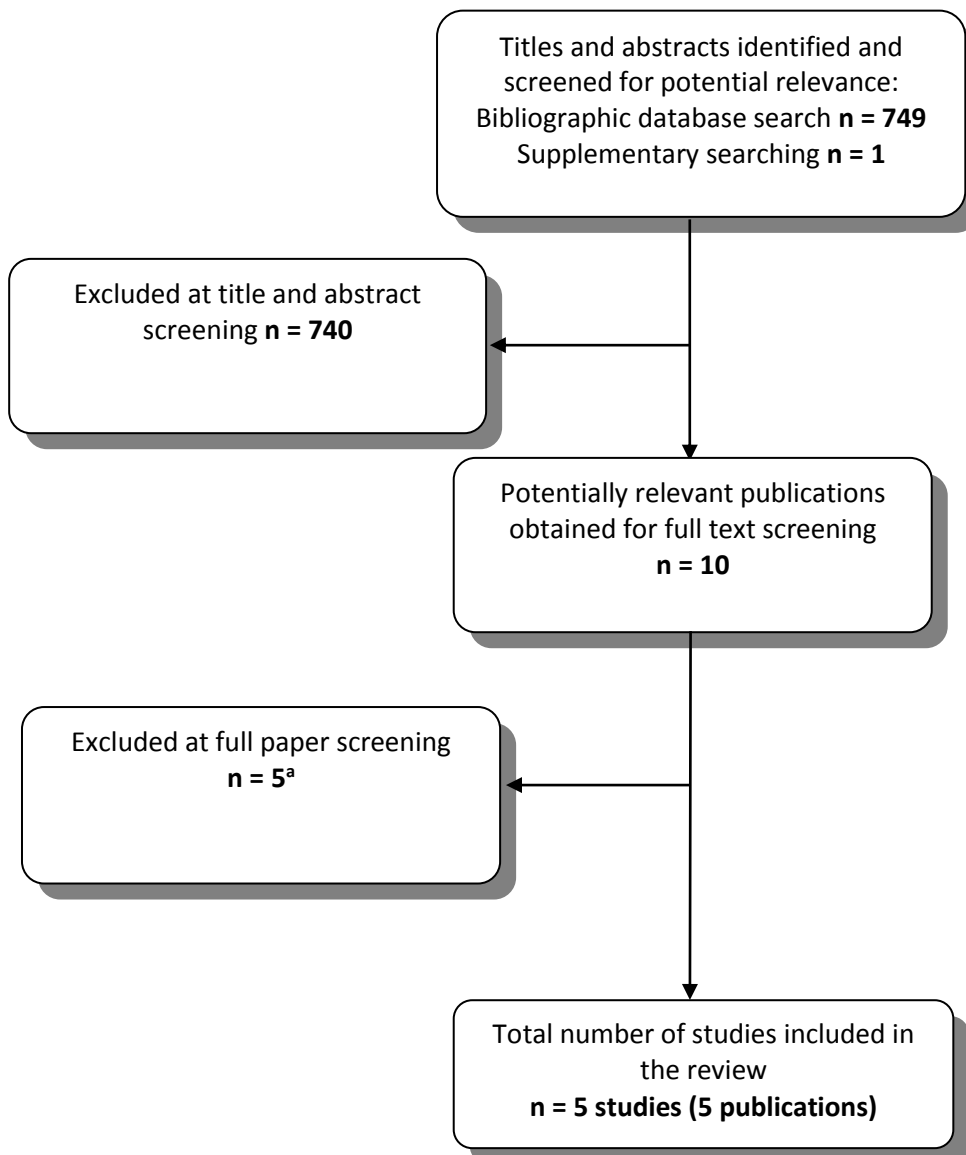 Titles and abstracts identified and
screened for potential relevance:
Bibliographic database search n = 749
Supplementary searching n = 1
Excluded at title and abstract
screening n = 740
Potentially relevant publications
obtained for full text screening
n = 10
Excluded at full paper screening
n = 5ᵃ
Total number of studies included in
the review
n = 5 studies (5 publications)